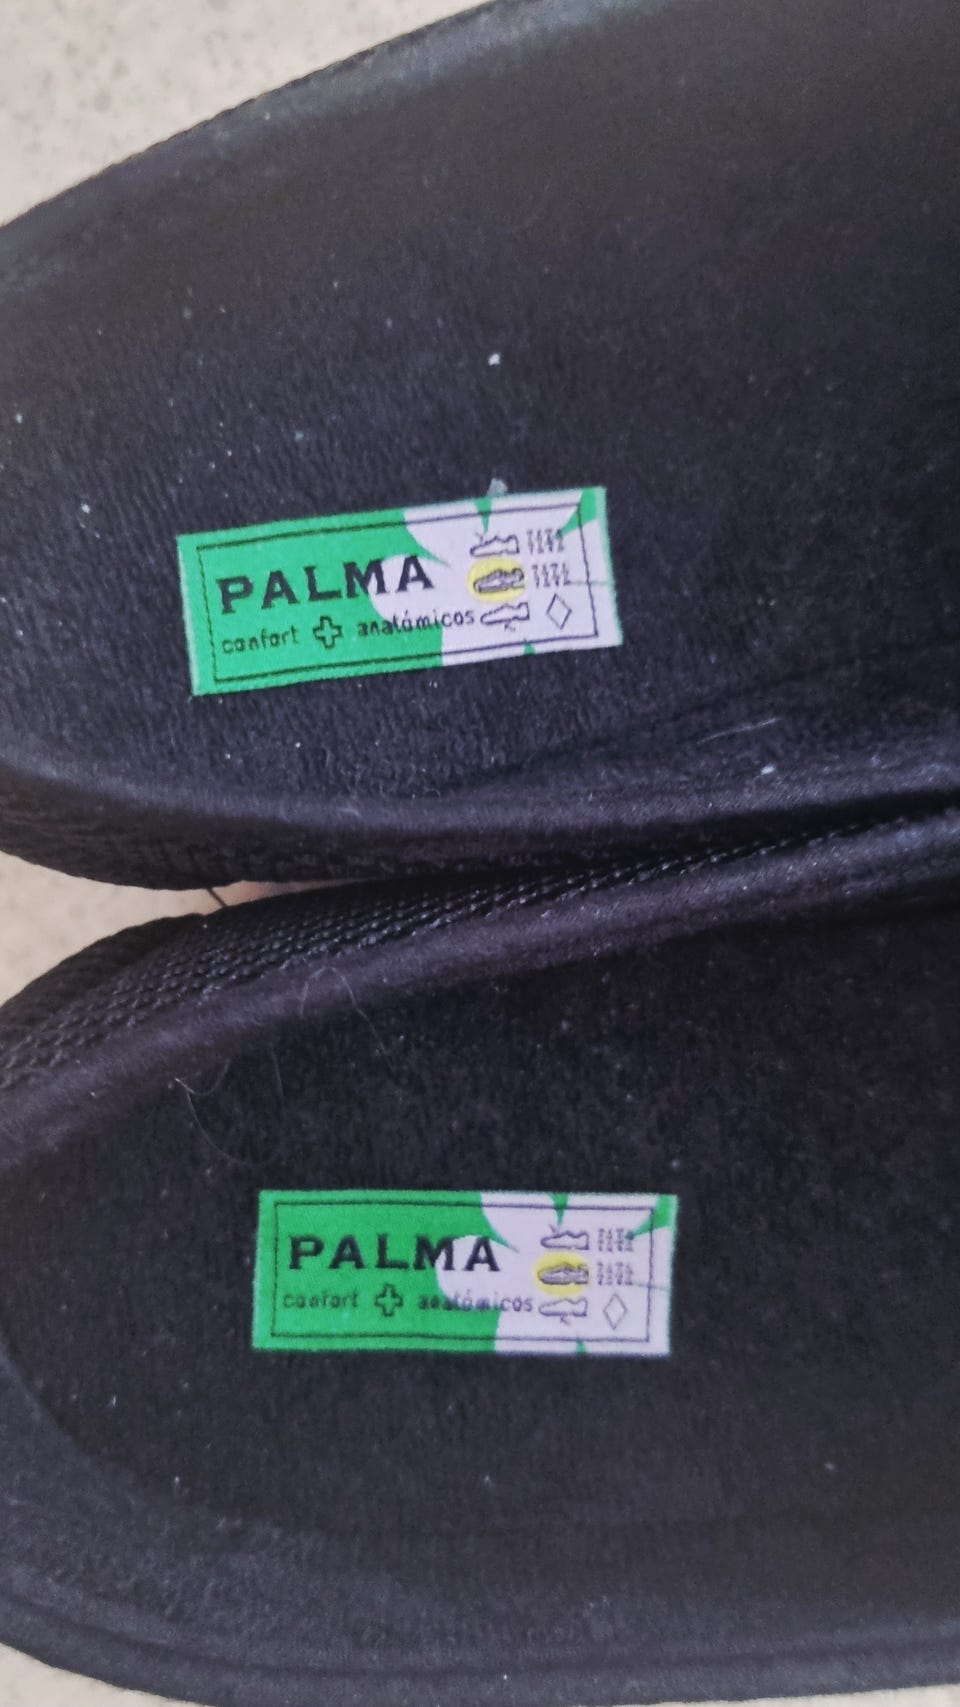 PALMA
confort + anatómicos
PALMA
confort + anatómicos